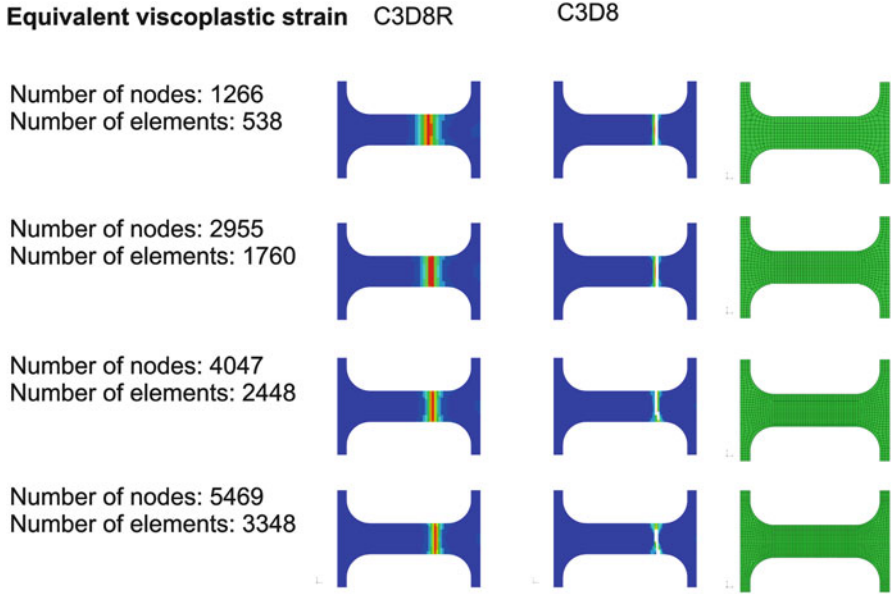 Equivalent viscoplastic strain C3D8R C3D8
Number of nodes: 1266
Number of elements: 538
Number of nodes: 2955
Number of elements: 1760
Number of nodes: 4047
Number of elements: 2448
Number of nodes: 5469
Number of elements: 3348